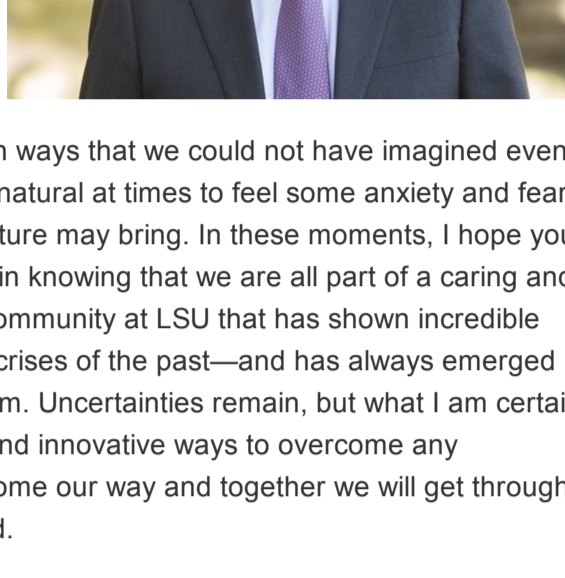 ways that we could not have imagined even
natural at times to feel some anxiety and fear
ture may bring. In these moments, I hope you
in knowing that we are all part of a caring and
ommunity at LSU that has shown incredible
crises of the past—and has always emerged
m. Uncertainties remain, but what I am certai
nd innovative ways to overcome any
ome our way and together we will get through
d.